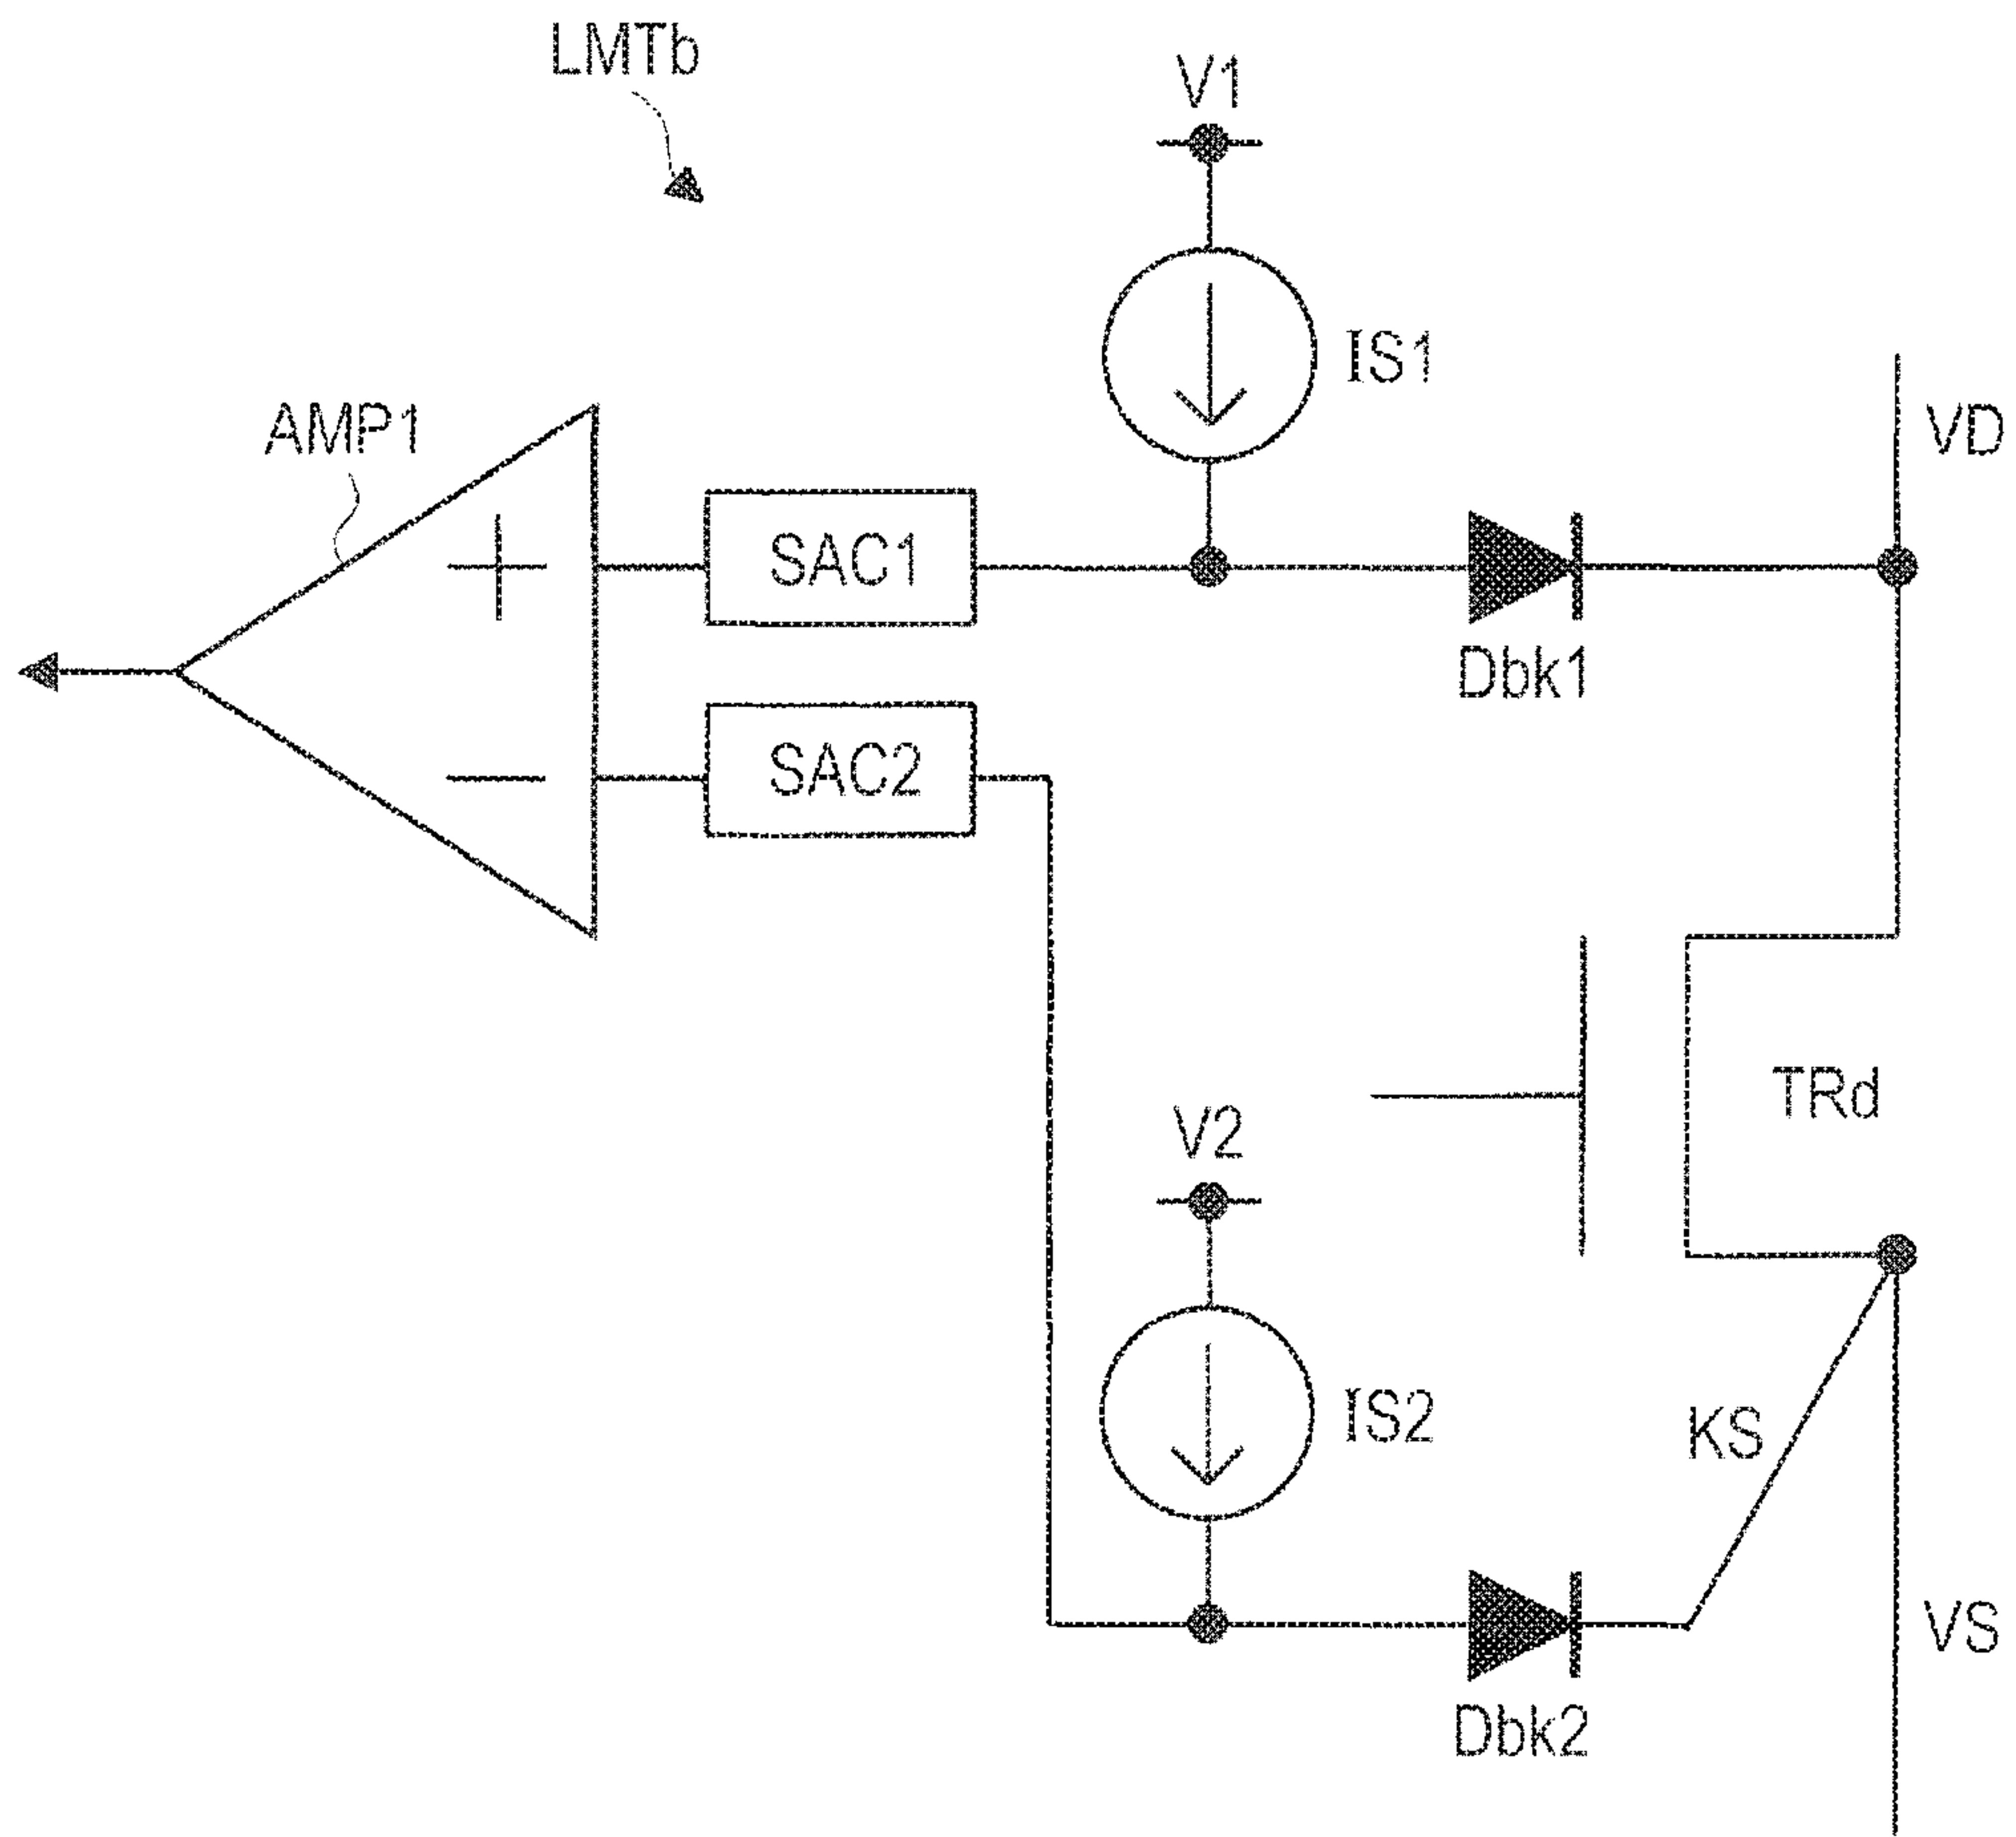 LMTb
V1
IS1
VD
AMP1
+
SAC1
Dbk1
−
SAC2
TRd
V2
IS2
KS
VS
Dbk2